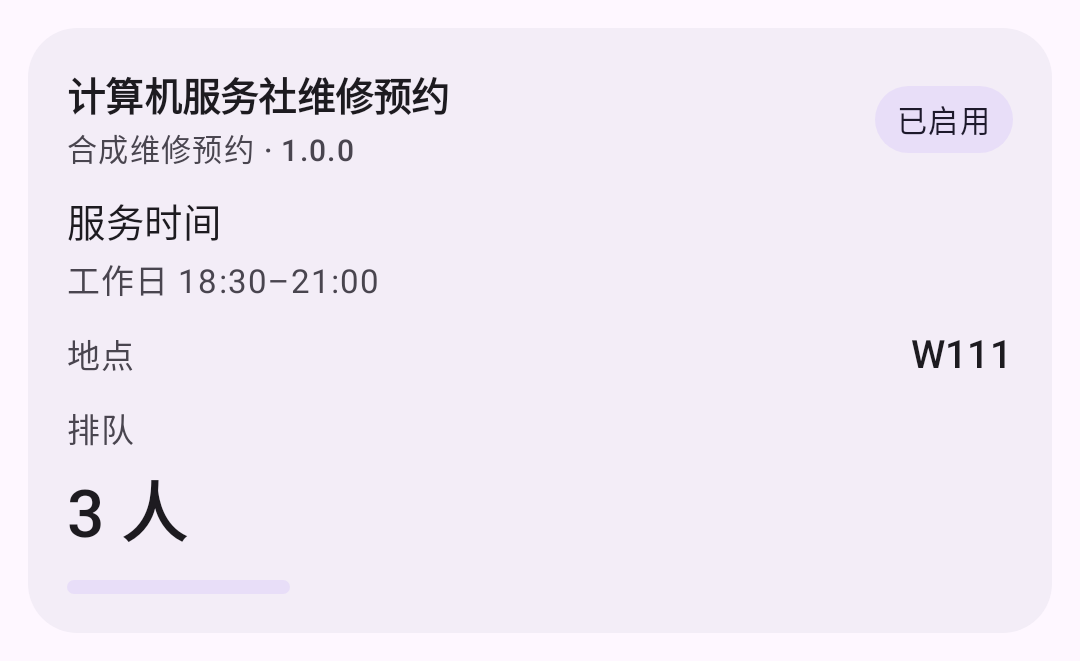 计算机服务社维修预约
已启用
合成维修预约 · 1.0.0
服务时间
工作日 18:30–21:00
地点 W111
排队
3 人